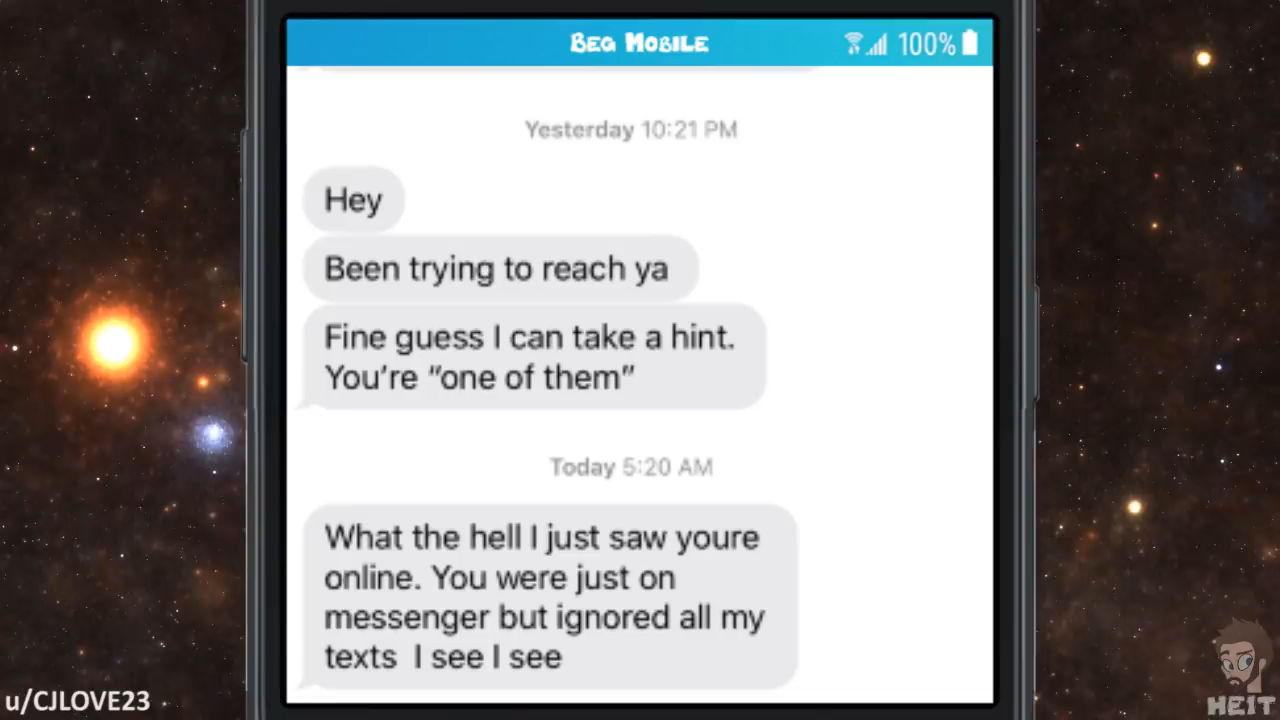 Beg Mobile
100%
Yesterday 10:21 PM
Hey
Been trying to reach ya
Fine guess I can take a hint.
You’re “one of them”
Today 5:20 AM
What the hell I just saw youre
online. You were just on
messenger but ignored all my
texts  I see I see
u/CJLOVE23
HEIT